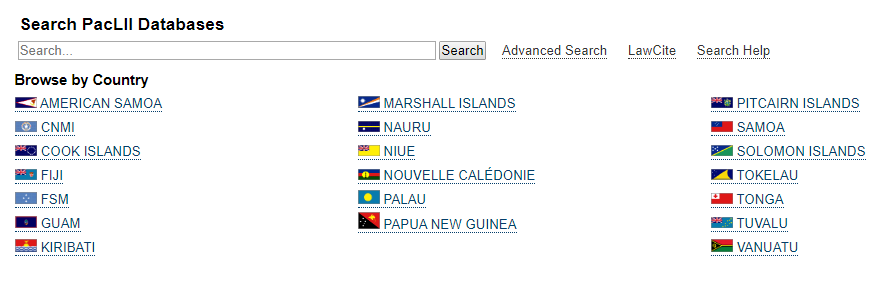 Search PacLII Databases
Search...
Search
Advanced Search
LawCite
Search Help
Browse by Country
AMERICAN SAMOA
CNMI
COOK ISLANDS
FIJI
FSM
GUAM
KIRIBATI
MARSHALL ISLANDS
NAURU
NIUE
NOUVELLE CALÉDONIE
PALAU
PAPUA NEW GUINEA
PITCAIRN ISLANDS
SAMOA
SOLOMON ISLANDS
TOKELAU
TONGA
TUVALU
VANUATU